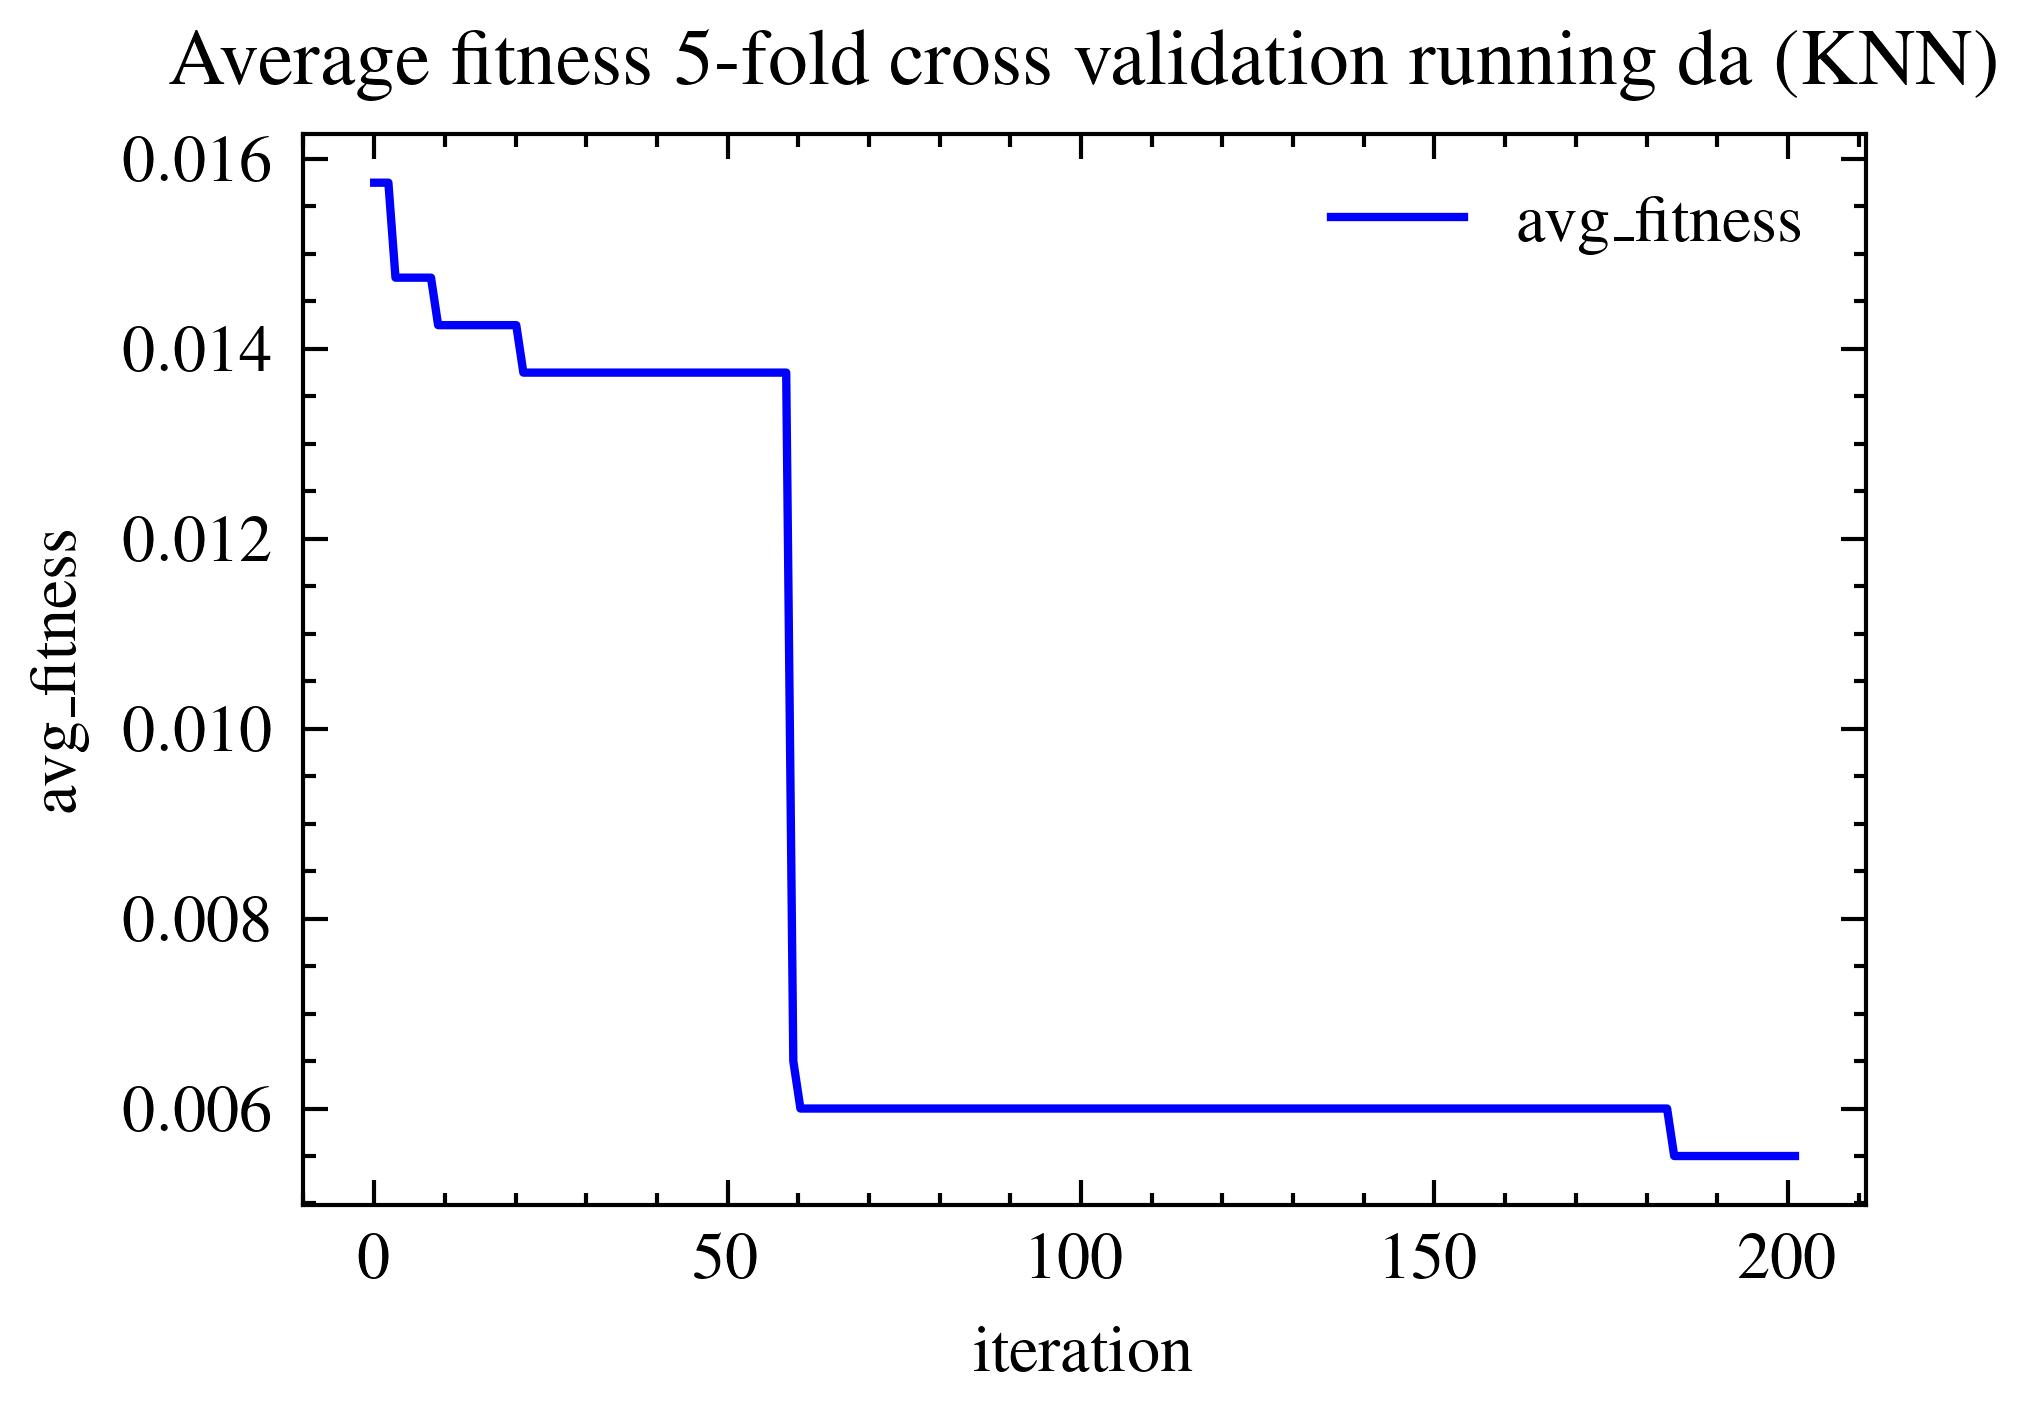 Average fitness 5-fold cross validation running da (KNN)
0.016
0.014
0.012
0.010
0.008
0.006
avg_fitness
avg_fitness
0 50 100 150 200
iteration